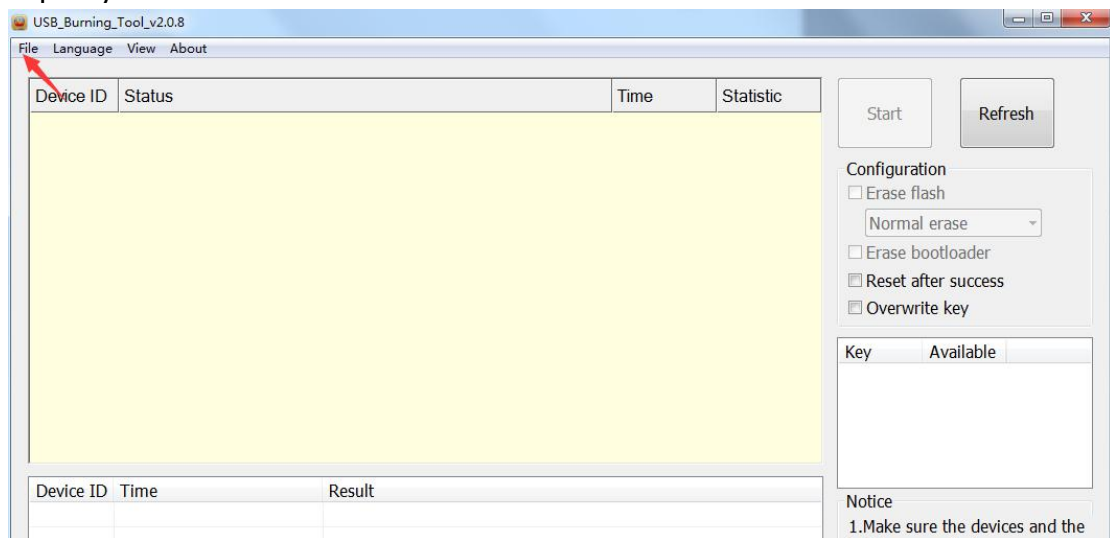 USB_Burning_Tool_v2.0.8
File Language View About
Device ID Status Time Statistic
Start Refresh
Configuration
Erase flash
Normal erase
Erase bootloader
Reset after success
Overwrite key
Key Available
Device ID Time Result
Notice
1.Make sure the devices and the